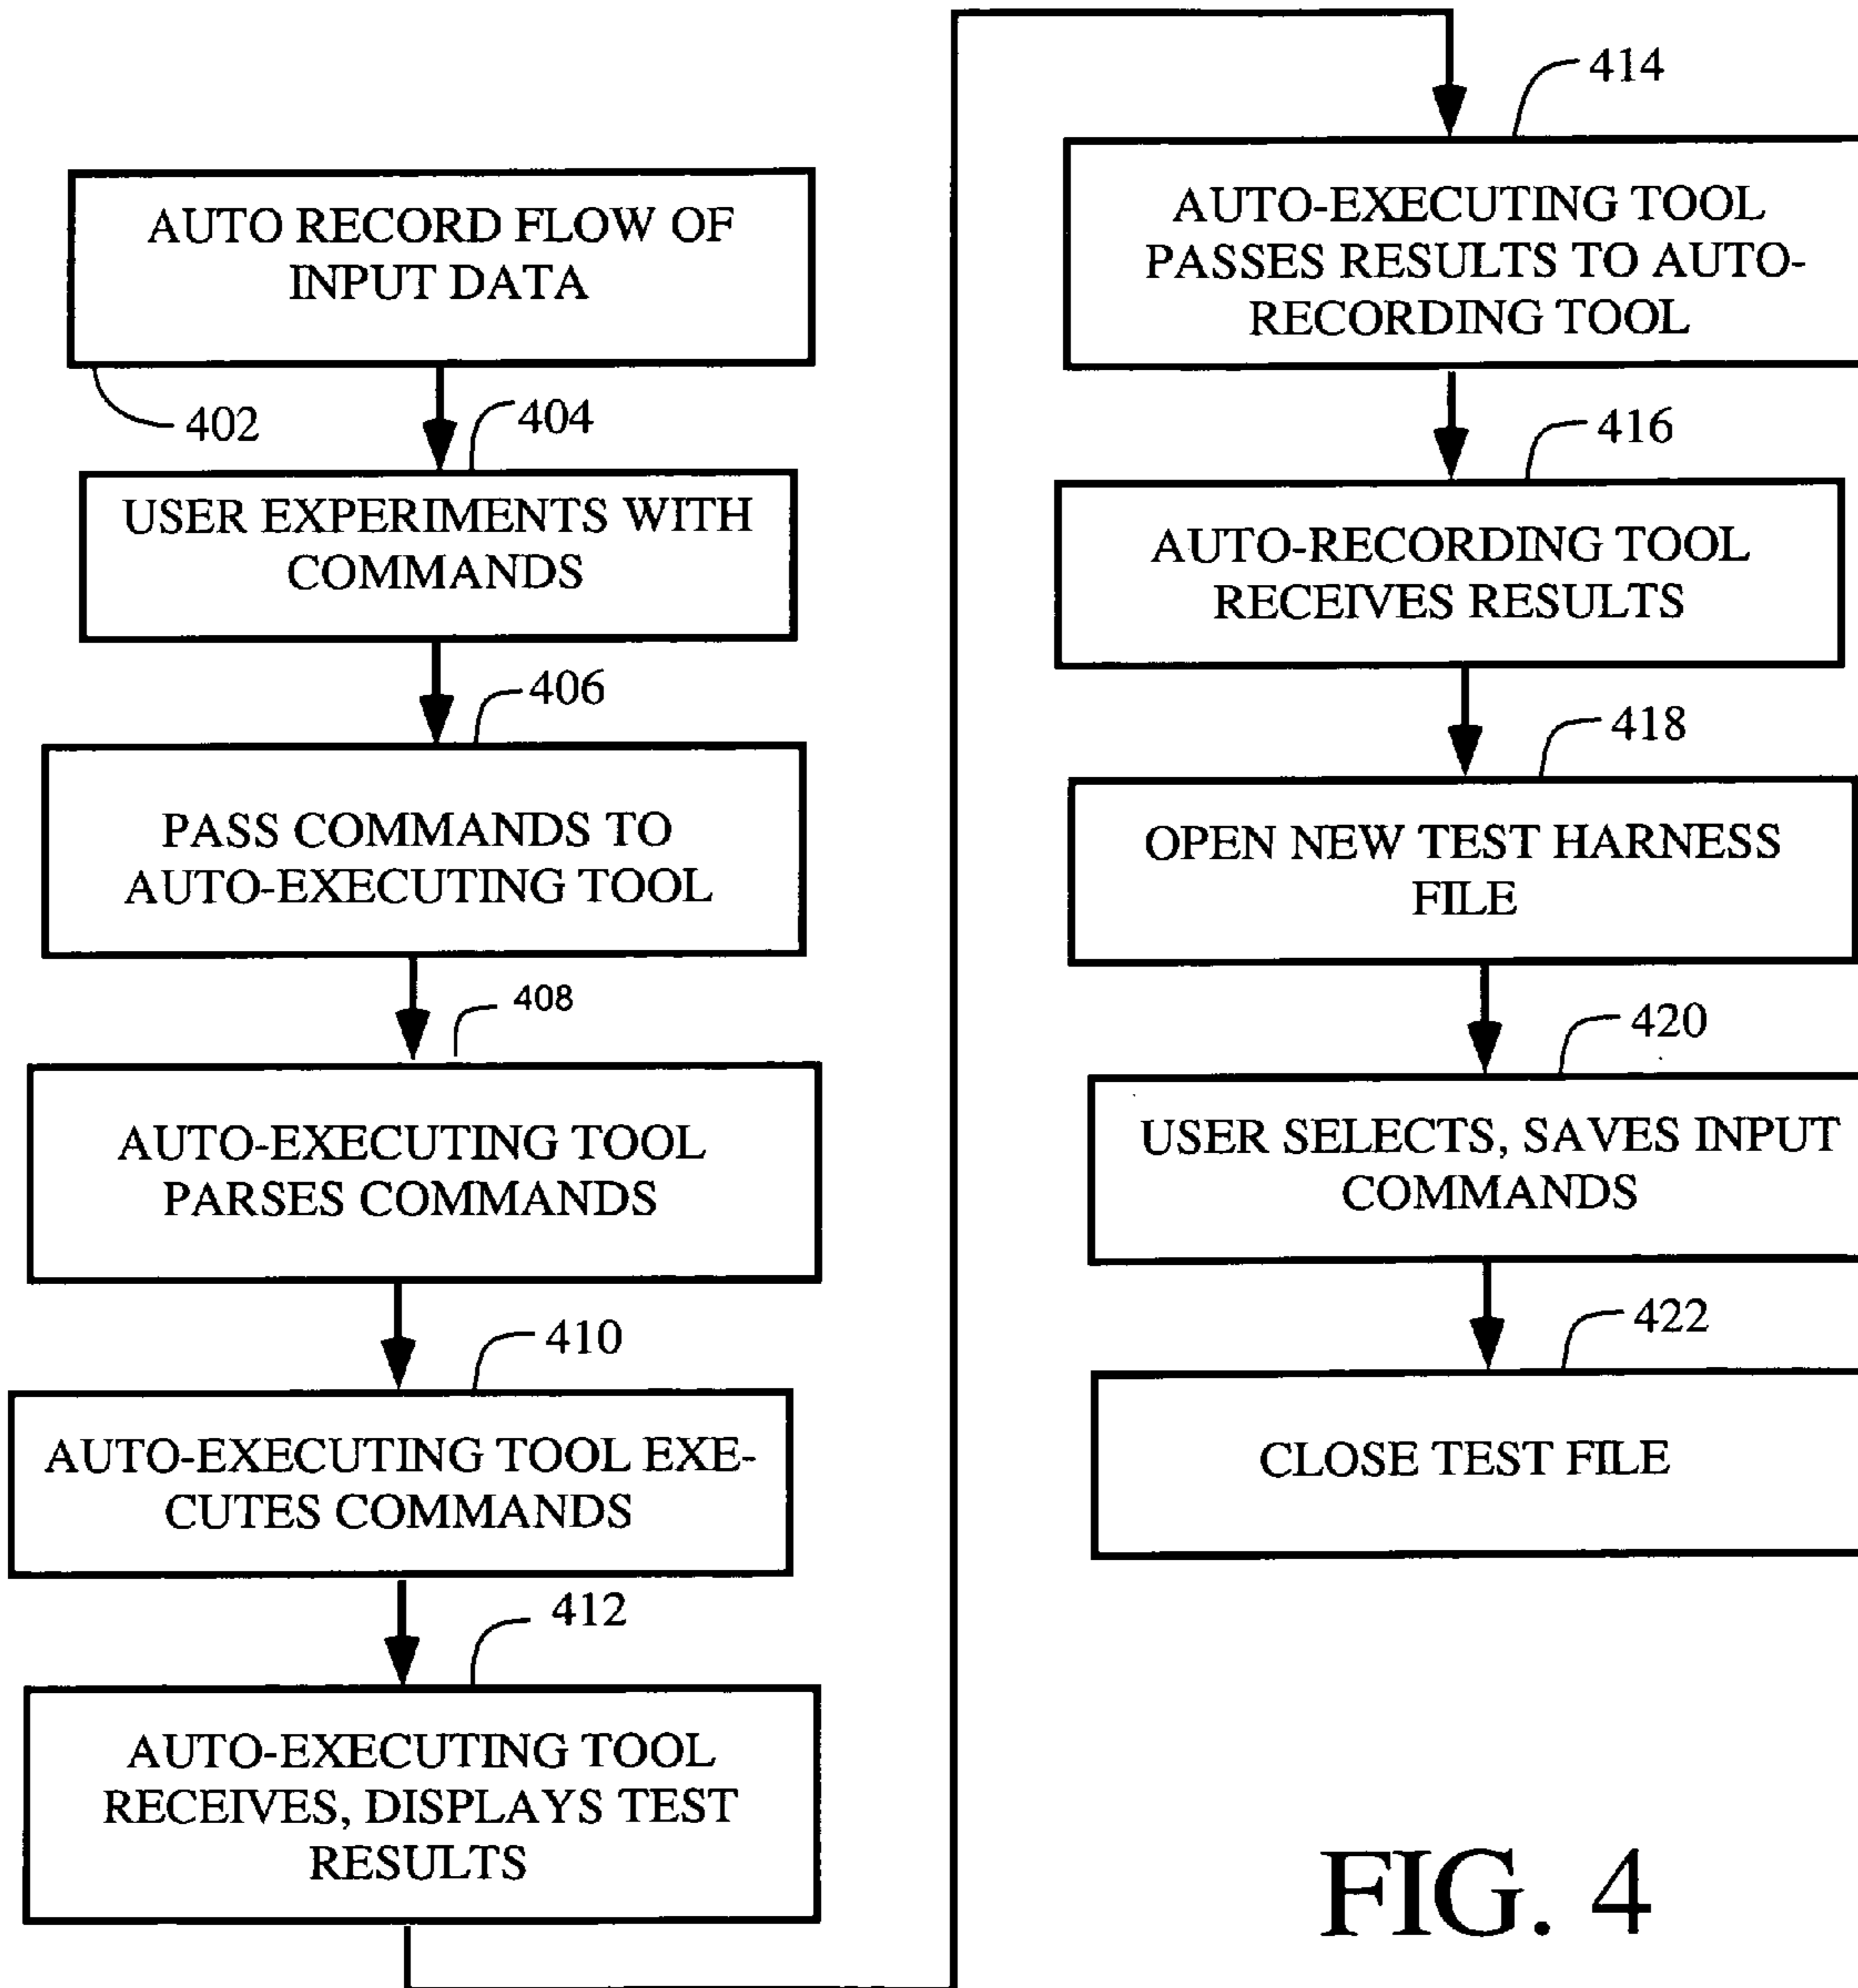 AUTO RECORD FLOW OF
INPUT DATA
402
404
USER EXPERIMENTS WITH
COMMANDS
406
PASS COMMANDS TO
AUTO-EXECUTING TOOL
408
AUTO-EXECUTING TOOL
PARSES COMMANDS
410
AUTO-EXECUTING TOOL EXE-
CUTES COMMANDS
412
AUTO-EXECUTING TOOL
RECEIVES, DISPLAYS TEST
RESULTS
414
AUTO-EXECUTING TOOL
PASSES RESULTS TO AUTO-
RECORDING TOOL
416
AUTO-RECORDING TOOL
RECEIVES RESULTS
418
OPEN NEW TEST HARNESS
FILE
420
USER SELECTS, SAVES INPUT
COMMANDS
422
CLOSE TEST FILE
FIG. 4